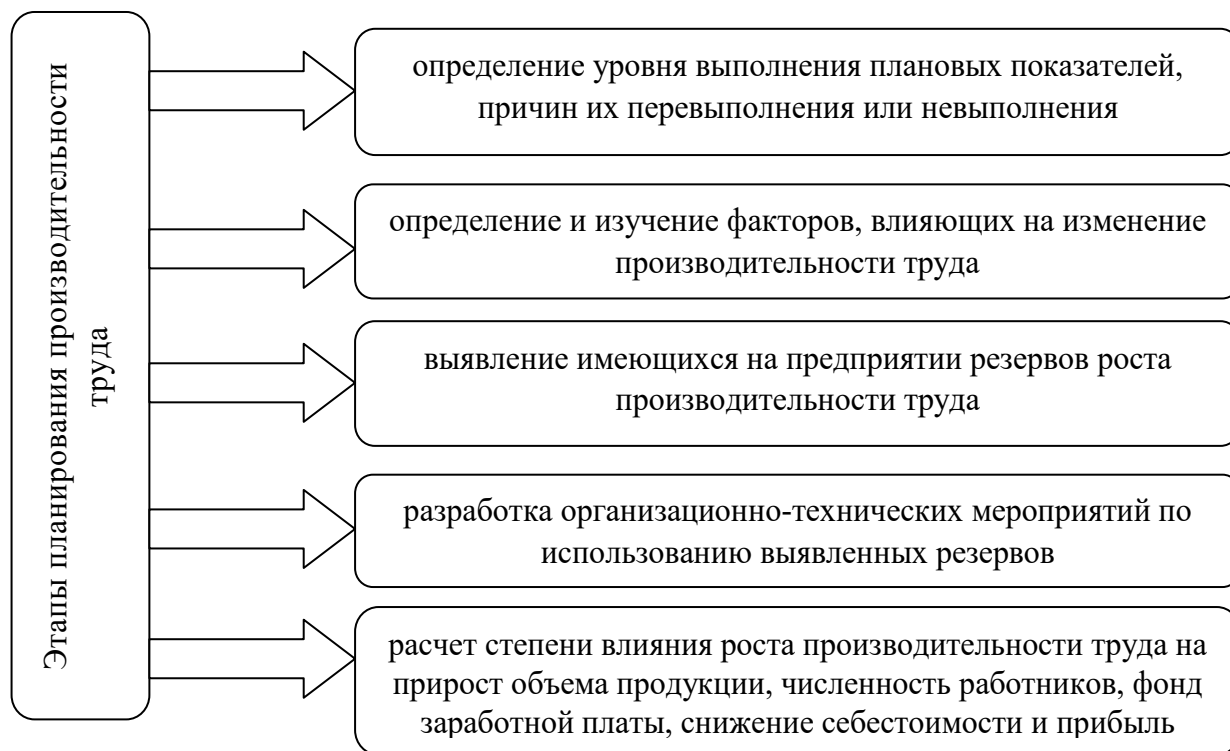 Этапы планирования производительности
труда
определение уровня выполнения плановых показателей,
причин их перевыполнения или невыполнения
определение и изучение факторов, влияющих на изменение
производительности труда
выявление имеющихся на предприятии резервов роста
производительности труда
разработка организационно-технических мероприятий по
использованию выявленных резервов
расчет степени влияния роста производительности труда на
прирост объема продукции, численность работников, фонд
заработной платы, снижение себестоимости и прибыль